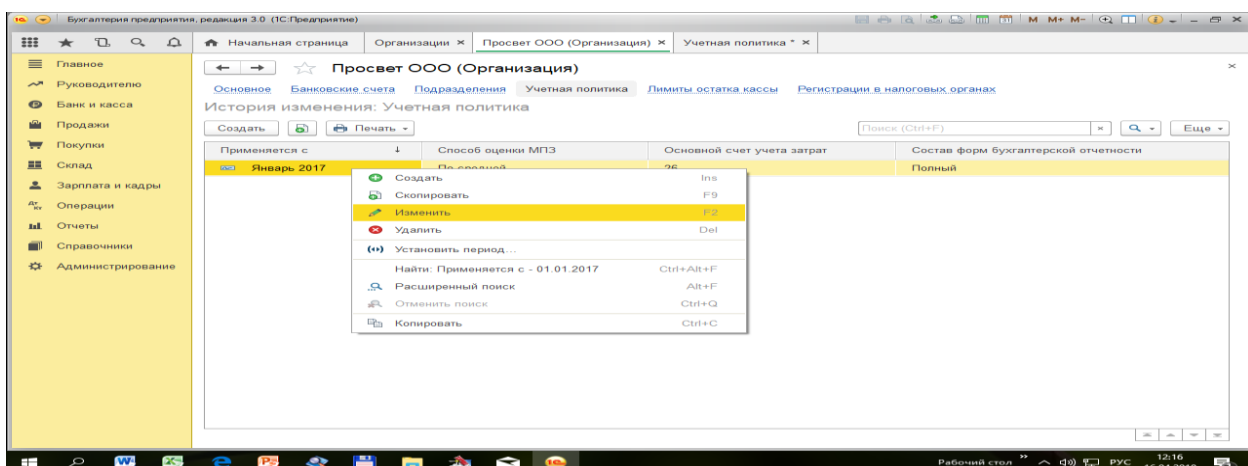 Бухгалтерия предприятия, редакция 3.0 (1С:Предприятие) M M+ M-
Начальная страница Организации × Просвет ООО (Организация) × Учетная политика * ×
Главное
Руководителю
Банк и касса
Продажи
Покупки
Склад
Зарплата и кадры
Операции
Отчеты
Справочники
Администрирование
Просвет ООО (Организация)
Основное Банковские счета Подразделения Учетная политика Лимиты остатка кассы Регистрации в налоговых органах
История изменения: Учетная политика
Создать Печать Поиск (Ctrl+F) × Еще
Применяется с ↓ Способ оценки МПЗ Основной счет учета затрат Состав форм бухгалтерской отчетности
Январь 2017 По средней 26 Полный
Создать Ins
Скопировать F9
Изменить F2
Удалить Del
Установить период...
Найти: Применяется с - 01.01.2017 Ctrl+Alt+F
Расширенный поиск Alt+F
Отменить поиск Ctrl+Q
Копировать Ctrl+C
Рабочий стол РУС 12:16